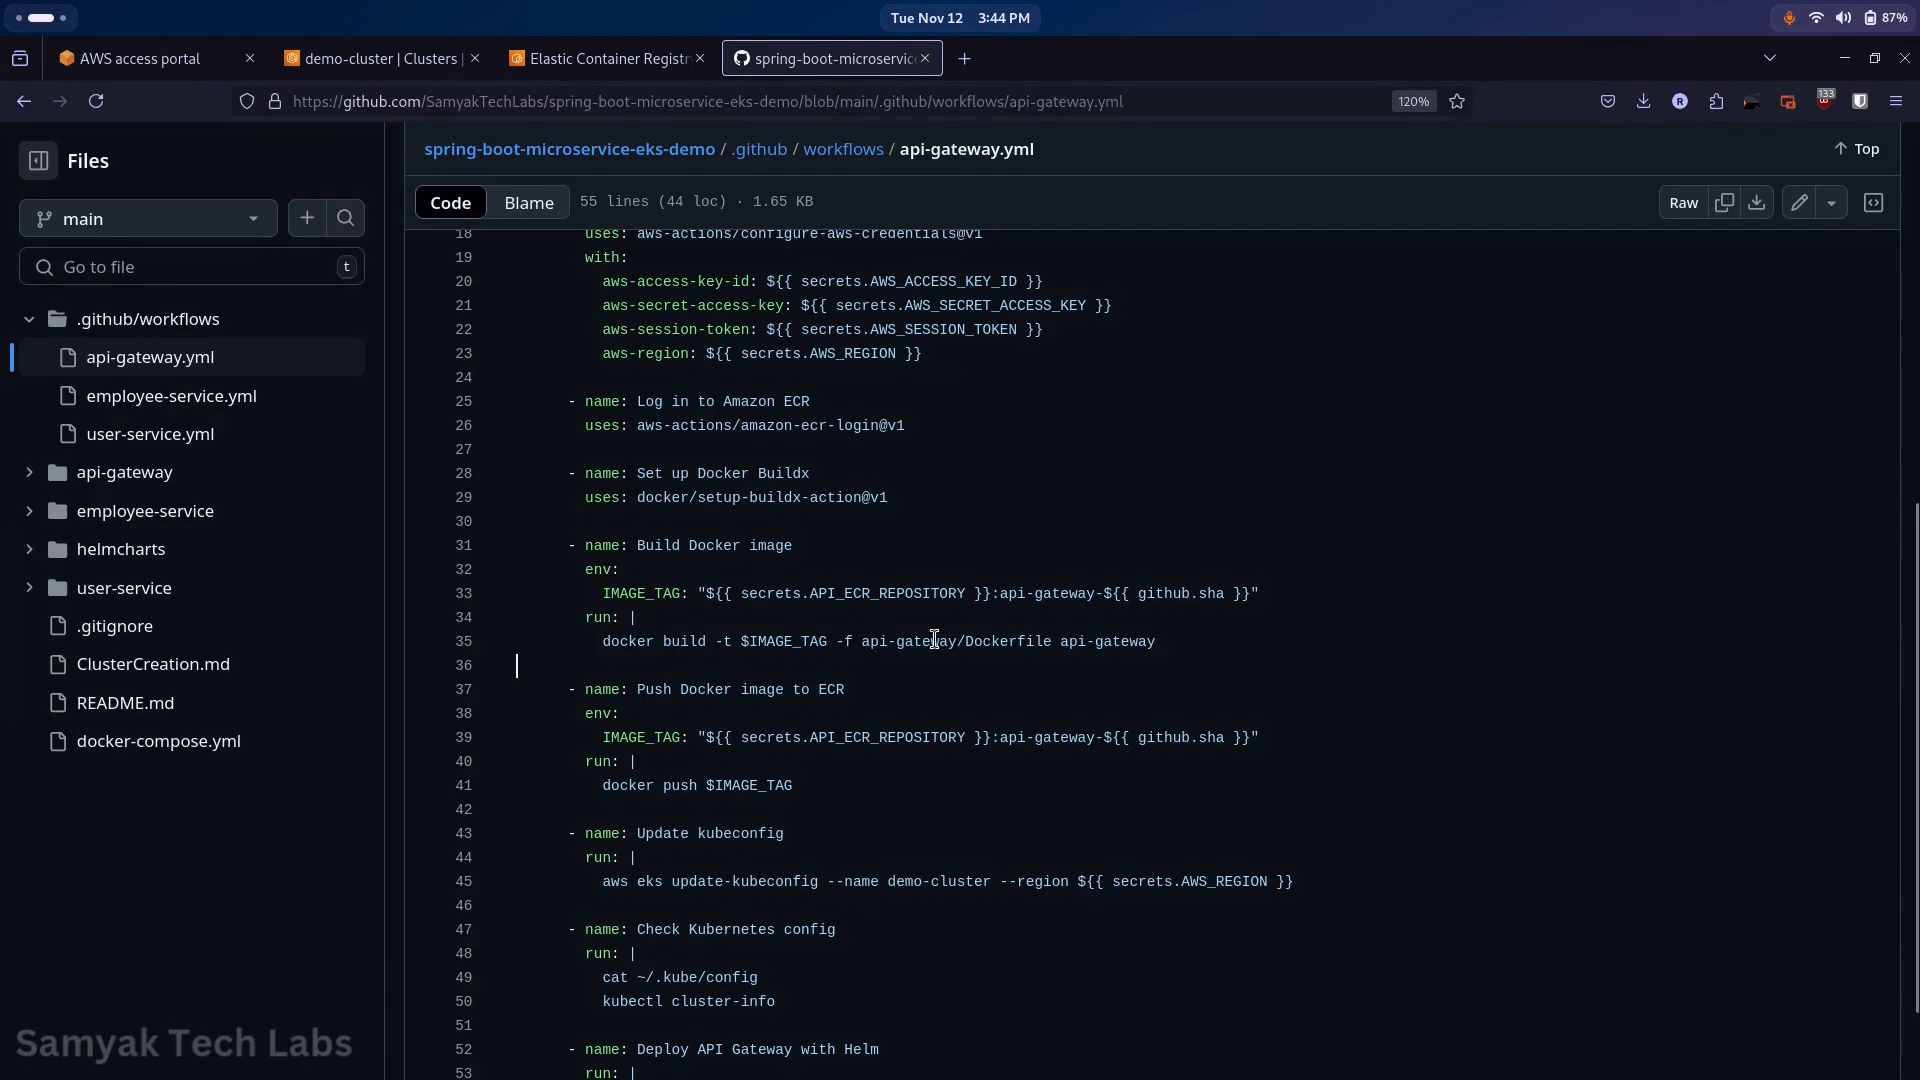 Tue Nov 12 3:44 PM
87%
AWS access portal
demo-cluster | Clusters |
Elastic Container Registr
spring-boot-microservic
https://github.com/SamyakTechLabs/spring-boot-microservice-eks-demo/blob/main/.github/workflows/api-gateway.yml
120%
133
Files
main
Go to file
t
.github/workflows
api-gateway.yml
employee-service.yml
user-service.yml
api-gateway
employee-service
helmcharts
user-service
.gitignore
ClusterCreation.md
README.md
docker-compose.yml
Samyak Tech Labs
spring-boot-microservice-eks-demo / .github / workflows / api-gateway.yml
Top
Code
Blame
55 lines (44 loc) · 1.65 KB
Raw
18 uses: aws-actions/configure-aws-credentials@v1
19 with:
20 aws-access-key-id: ${{ secrets.AWS_ACCESS_KEY_ID }}
21 aws-secret-access-key: ${{ secrets.AWS_SECRET_ACCESS_KEY }}
22 aws-session-token: ${{ secrets.AWS_SESSION_TOKEN }}
23 aws-region: ${{ secrets.AWS_REGION }}
24
25 - name: Log in to Amazon ECR
26 uses: aws-actions/amazon-ecr-login@v1
27
28 - name: Set up Docker Buildx
29 uses: docker/setup-buildx-action@v1
30
31 - name: Build Docker image
32 env:
33 IMAGE_TAG: "${{ secrets.API_ECR_REPOSITORY }}:api-gateway-${{ github.sha }}"
34 run: |
35 docker build -t $IMAGE_TAG -f api-gateway/Dockerfile api-gateway
36
37 - name: Push Docker image to ECR
38 env:
39 IMAGE_TAG: "${{ secrets.API_ECR_REPOSITORY }}:api-gateway-${{ github.sha }}"
40 run: |
41 docker push $IMAGE_TAG
42
43 - name: Update kubeconfig
44 run: |
45 aws eks update-kubeconfig --name demo-cluster --region ${{ secrets.AWS_REGION }}
46
47 - name: Check Kubernetes config
48 run: |
49 cat ~/.kube/config
50 kubectl cluster-info
51
52 - name: Deploy API Gateway with Helm
53 run: |